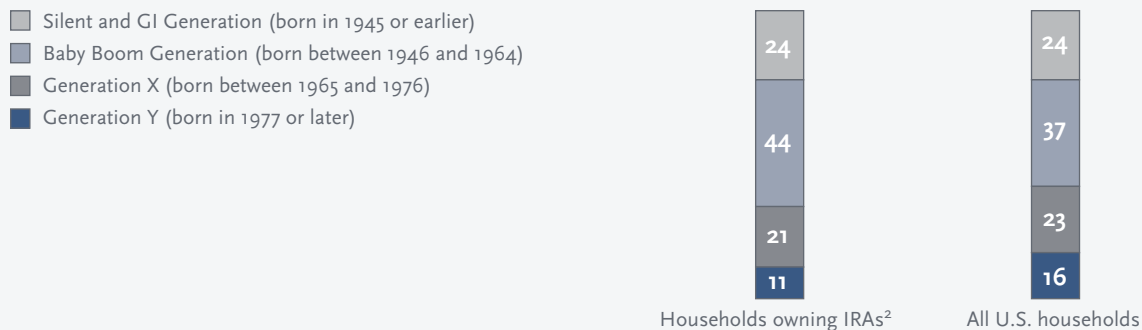 Silent and GI Generation (born in 1945 or earlier)
Baby Boom Generation (born between 1946 and 1964)
Generation X (born between 1965 and 1976)
Generation Y (born in 1977 or later)
24
44
21
11
Households owning IRAs²
24
37
23
16
All U.S. households